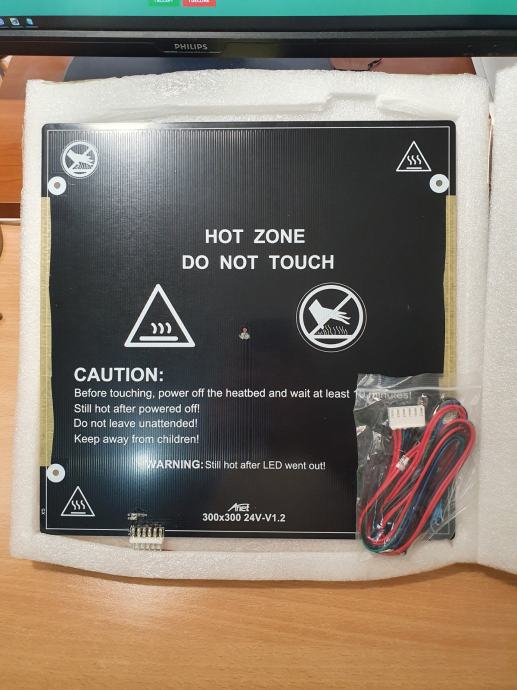 PHILIPS
HOT ZONE
DO NOT TOUCH
CAUTION:
Before touching, power off the heatbed and wait at least minutes!
Still hot after powered off!
Do not leave unattended!
Keep away from children!
WARNING: Still hot after LED went out!
Anet
300x300 24V-V1.2